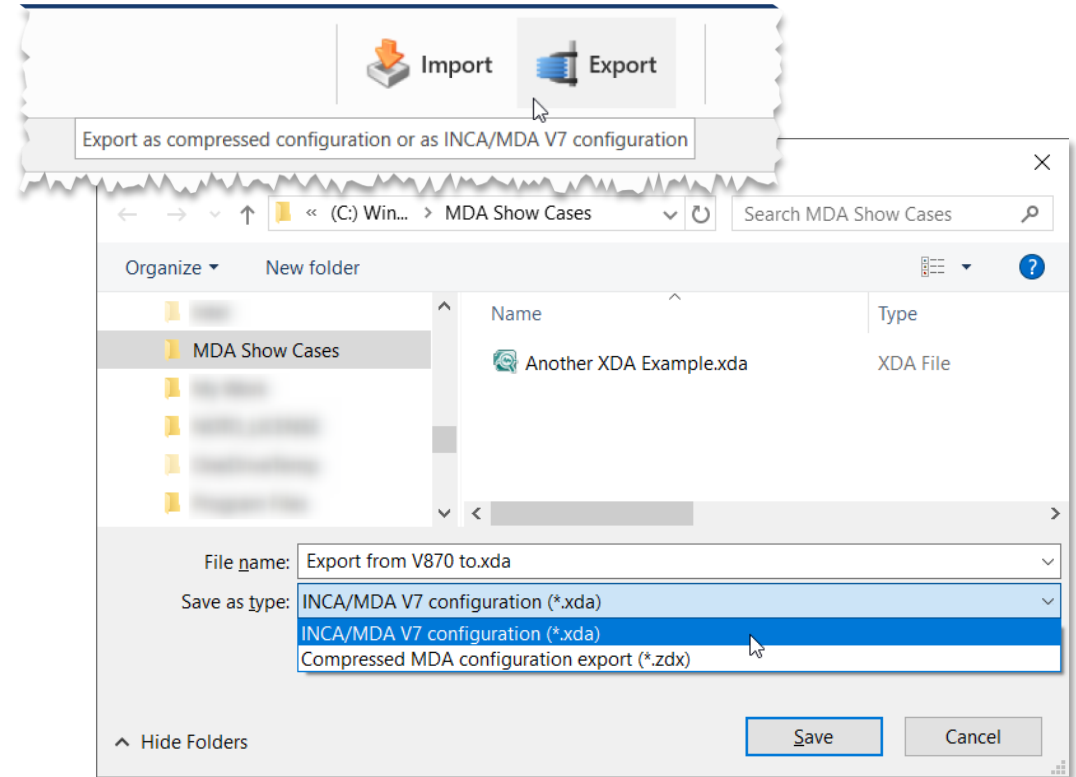 Import Export
Export as compressed configuration or as INCA/MDA V7 configuration
« (C:) Win... > MDA Show Cases Search MDA Show Cases
Organize New folder ?
Name Type
MDA Show Cases
Another XDA Example.xda XDA File
File name: Export from V870 to.xda
Save as type: INCA/MDA V7 configuration (*.xda)
INCA/MDA V7 configuration (*.xda)
Compressed MDA configuration export (*.zdx)
Hide Folders Save Cancel